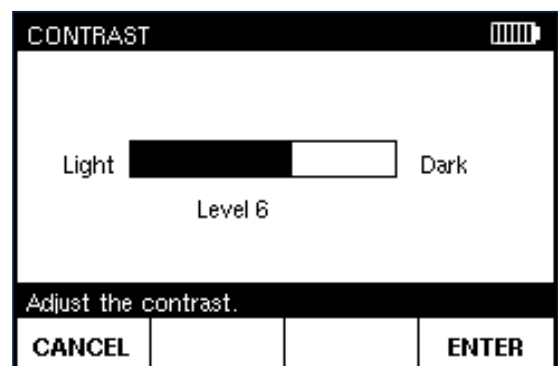 CONTRAST
Light Dark
Level 6
Adjust the contrast.
CANCEL ENTER